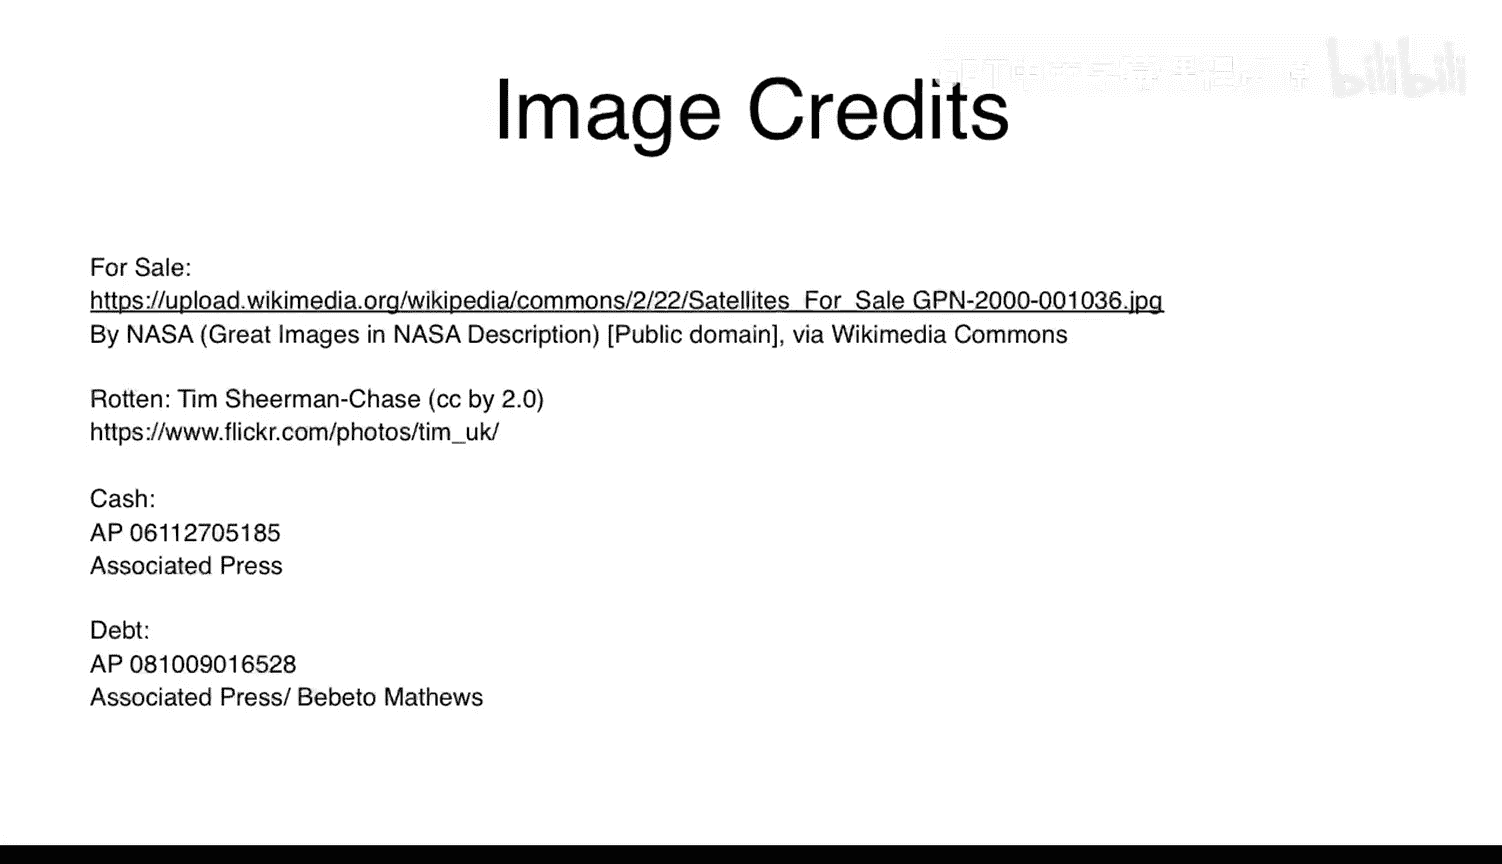 Image Credits
bilibili
For Sale:
https://upload.wikimedia.org/wikipedia/commons/2/22/Satellites_For_Sale GPN-2000-001036.jpg
By NASA (Great Images in NASA Description) [Public domain], via Wikimedia Commons
Rotten: Tim Sheerman-Chase (cc by 2.0)
https://www.flickr.com/photos/tim_uk/
Cash:
AP 06112705185
Associated Press
Debt:
AP 081009016528
Associated Press/ Bebeto Mathews